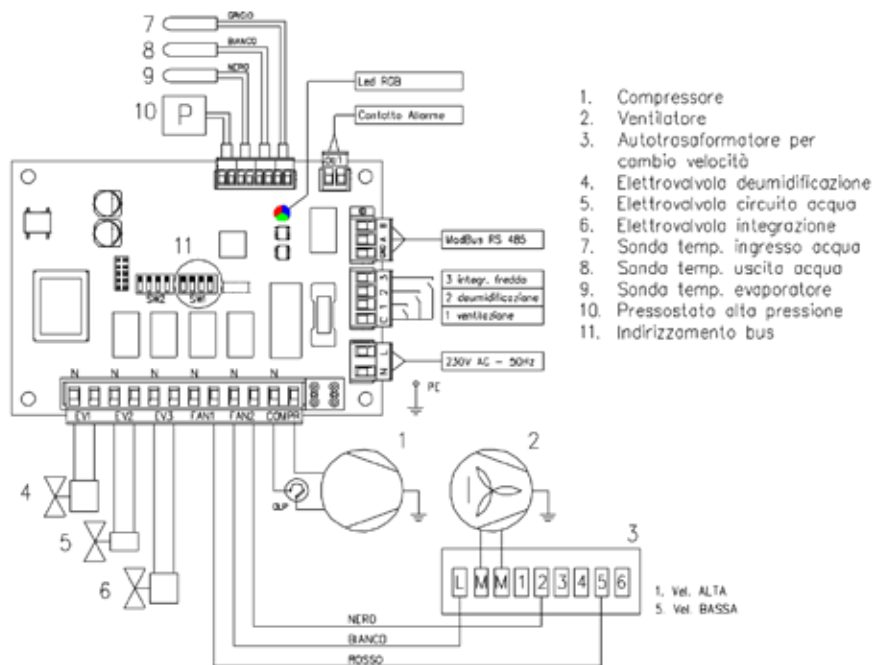 GRIGIO
7
BIANCO
8
NERO
9
10
P
Led RGB
Contatto Allarme
OUT
11
SW2
SW1
GND A B
ModBus RS 485
3 integr. freddo
2 deumidificazione
1 ventilazione
C 1 2 3
N L
230V AC - 50Hz
PE
N N N N N
EV1 EV2 EV3 FAN1 FAN2 COMPR
4
5
6
OLP
1
2
3
L M M 1 2 3 4 5 6
NERO
BIANCO
ROSSO
1. Vel. ALTA
5. Vel. BASSA
1. Compressore
2. Ventilatore
3. Autotrasaformatore per
cambio velocità
4. Elettrovalvola deumidificazione
5. Elettrovalvola circuito acqua
6. Elettrovalvola integrazione
7. Sonda temp. ingresso acqua
8. Sonda temp. uscita acqua
9. Sonda temp. evaporatore
10. Pressostato alta pressione
11. Indirizzamento bus